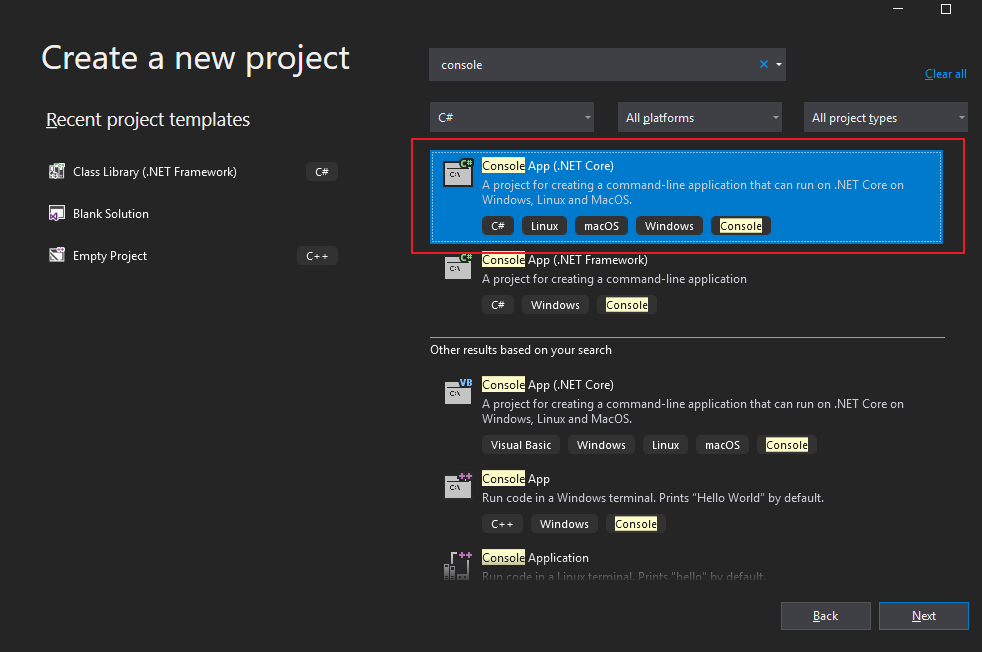 Create a new project
Recent project templates
Class Library (.NET Framework)
C#
Blank Solution
Empty Project
C++
console
Clear all
C#
All platforms
All project types
C#
C:\
Console App (.NET Core)
A project for creating a command-line application that can run on .NET Core on
Windows, Linux and MacOS.
C#
Linux
macOS
Windows
Console
C#
C:\
Console App (.NET Framework)
A project for creating a command-line application
C#
Windows
Console
Other results based on your search
VB
C:\
Console App (.NET Core)
A project for creating a command-line application that can run on .NET Core on
Windows, Linux and MacOS.
Visual Basic
Windows
Linux
macOS
Console
++
C:\
Console App
Run code in a Windows terminal. Prints "Hello World" by default.
C++
Windows
Console
++
Console Application
Run code in a Linux terminal. Prints "hello" by default.
Back
Next